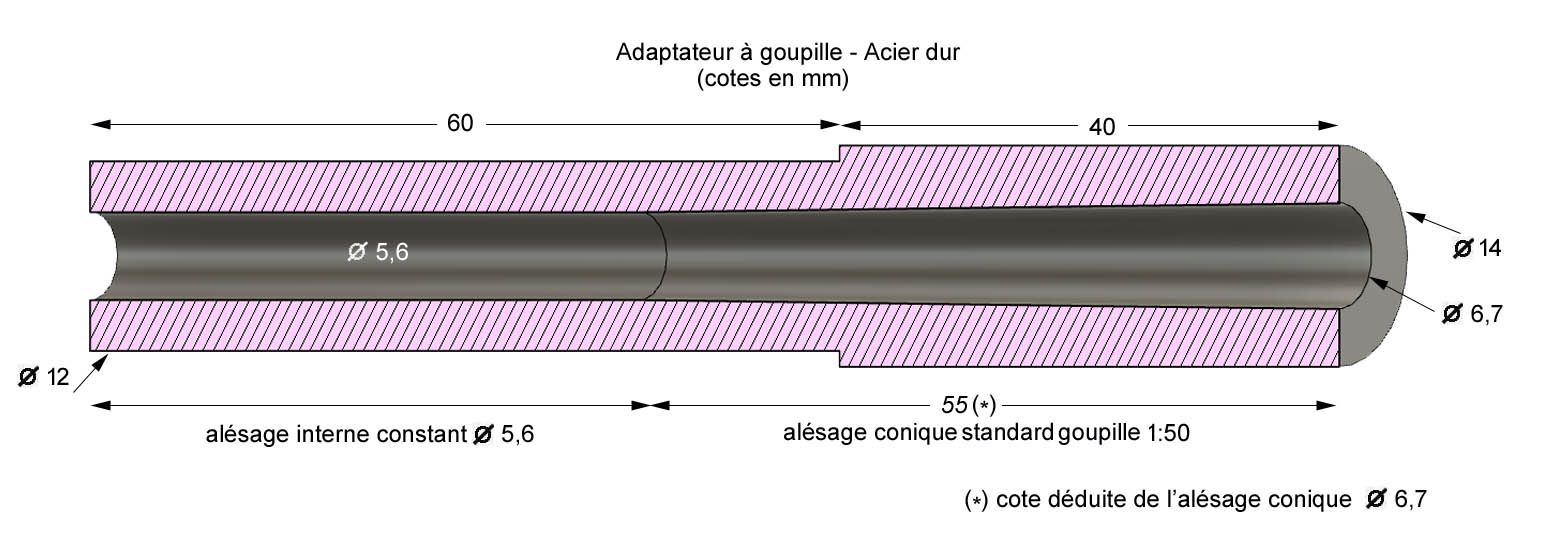 Adaptateur à goupille - Acier dur
(cotes en mm)
60
40
Ø 5,6
Ø 14
Ø 6,7
Ø 12
55 (*)
alésage interne constant Ø 5,6
alésage conique standard goupille 1:50
(*) cote déduite de l'alésage conique Ø 6,7